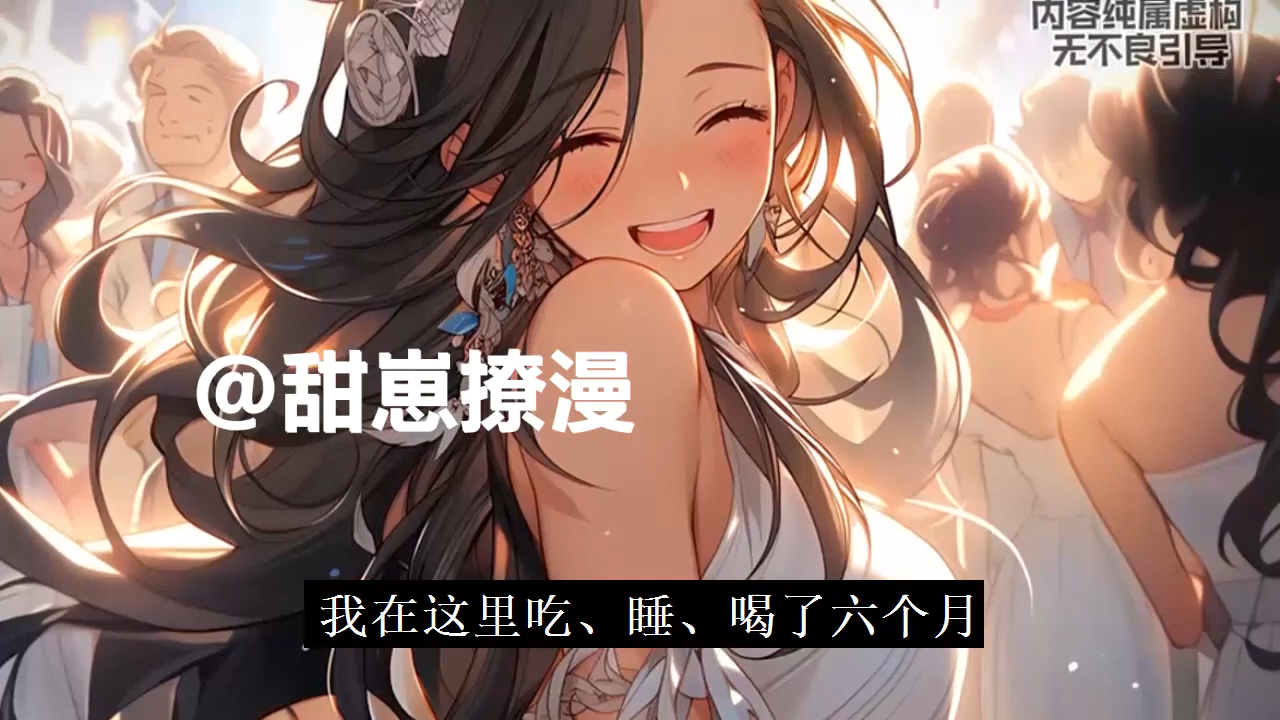 内容纯属虚构
无不良引导
@甜崽撩漫
我在这里吃、睡、喝了六个月